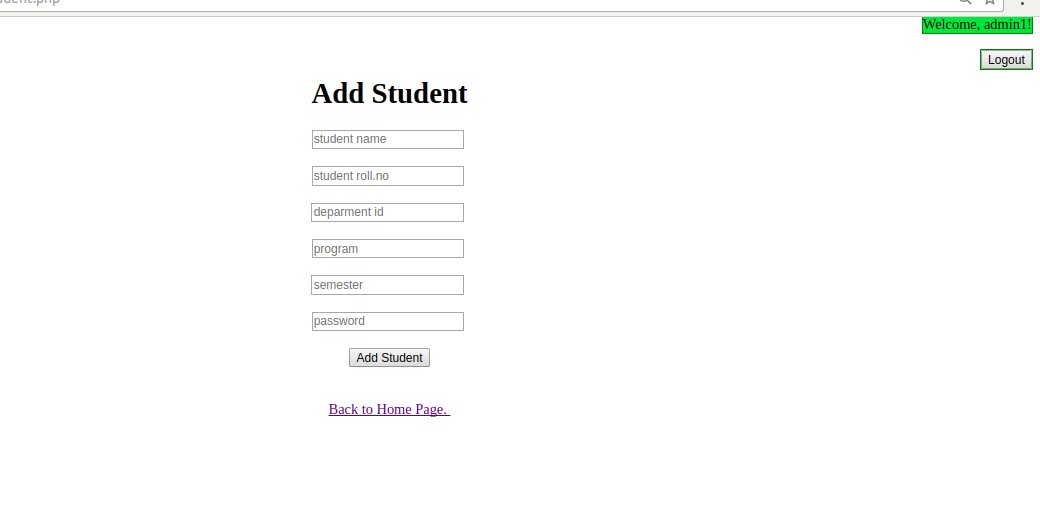 dent.php
Welcome, admin1!
Logout
Add Student
student name
student roll.no
deparment id
program
semester
password
Add Student
Back to Home Page.